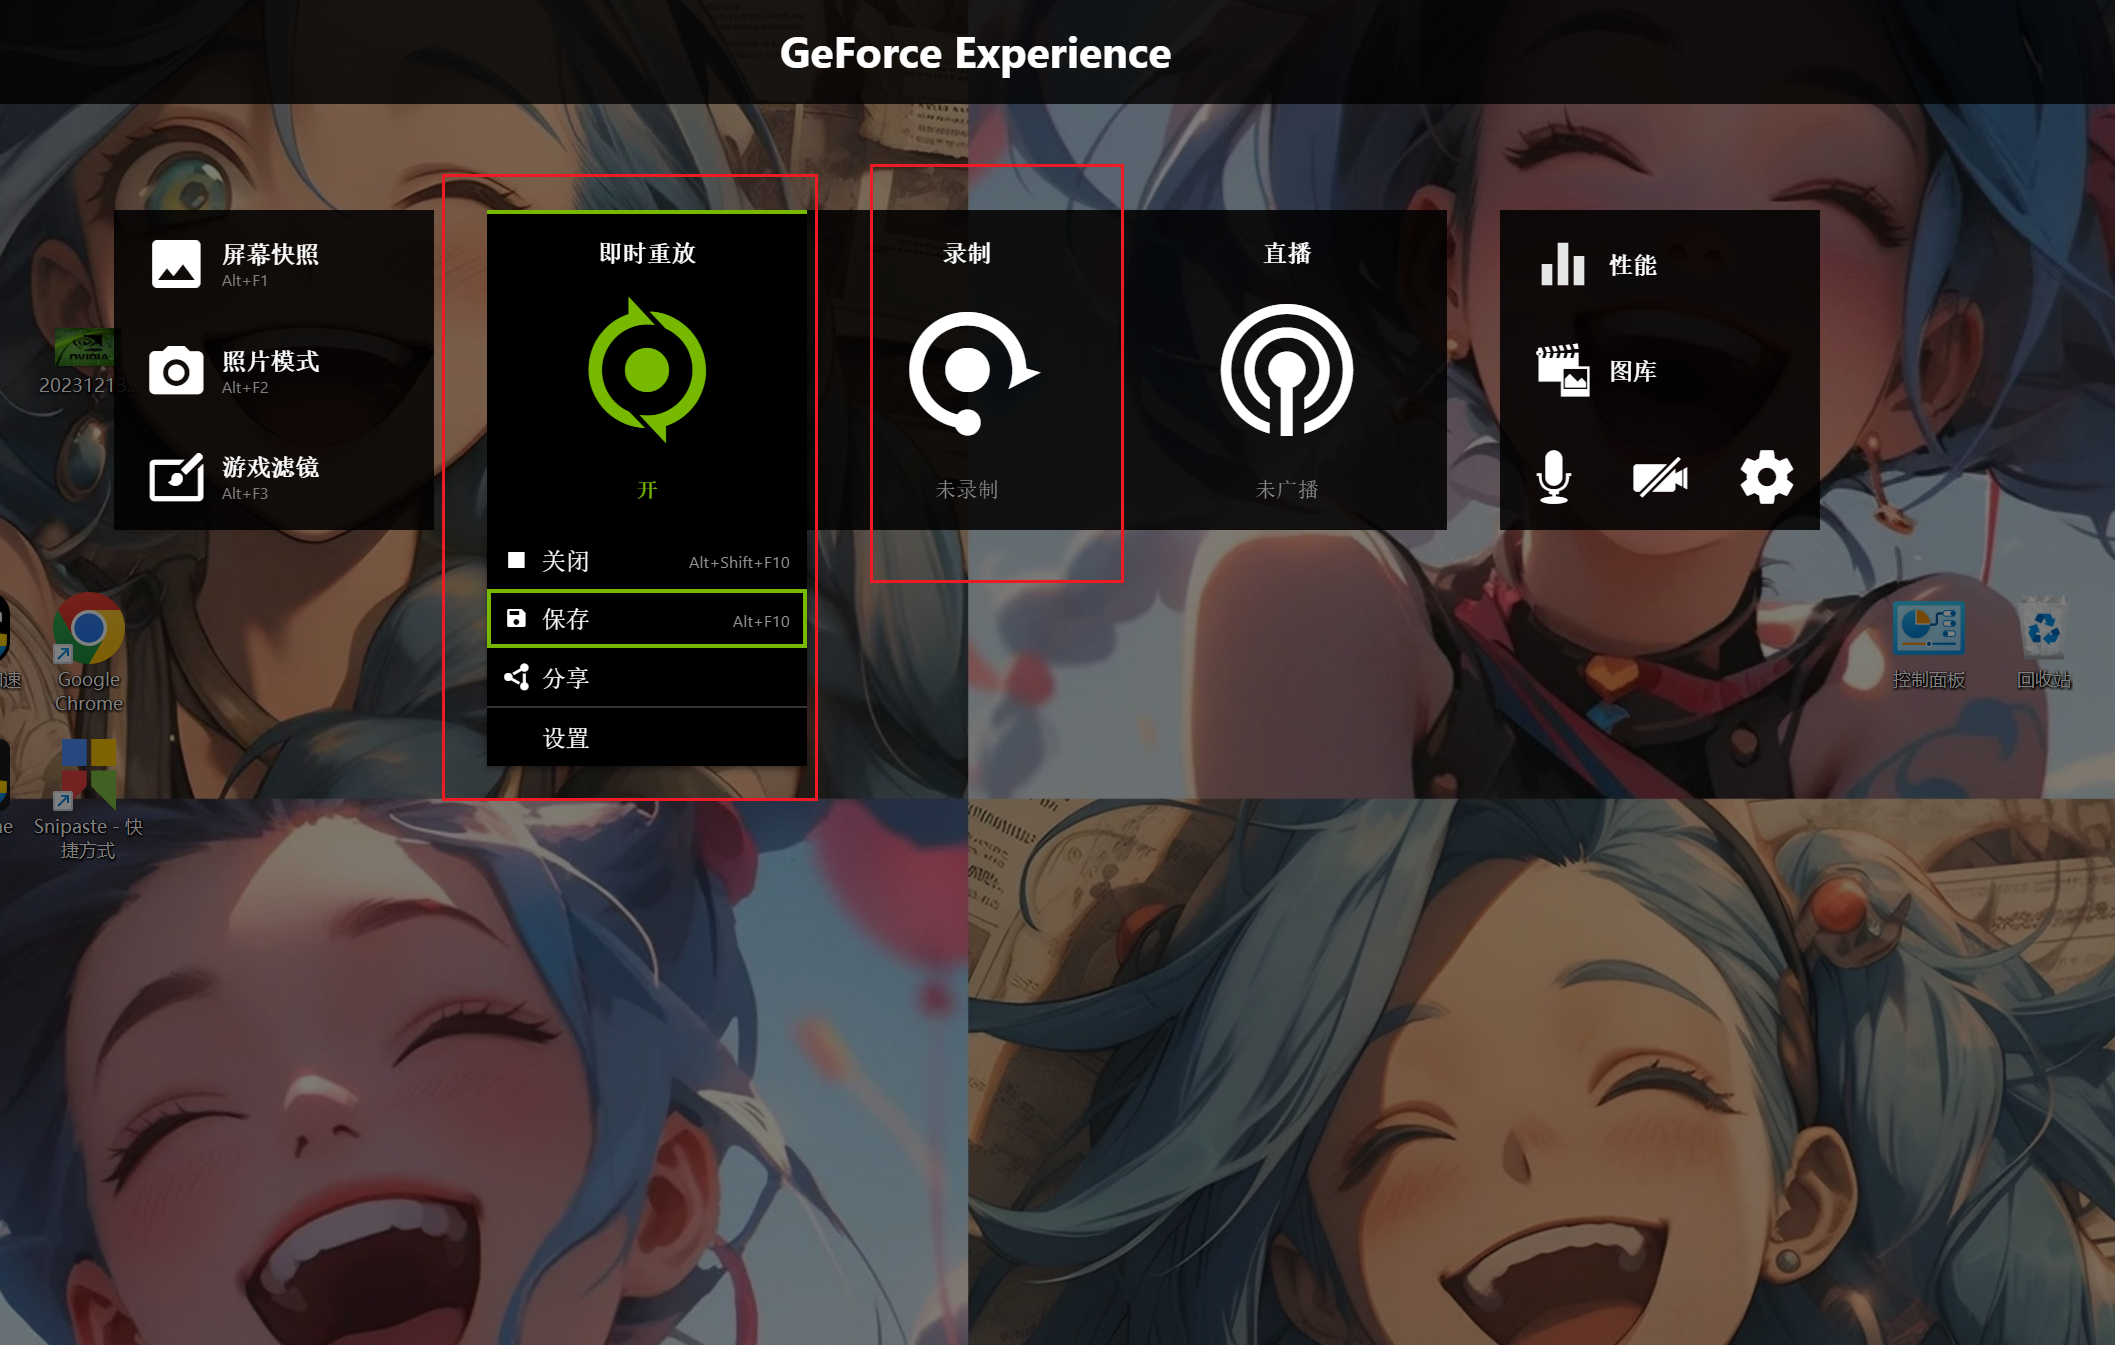 GeForce Experience
屏幕快照
Alt+F1
照片模式
Alt+F2
游戏滤镜
Alt+F3
即时重放
开
关闭 Alt+Shift+F10
保存 Alt+F10
分享
设置
录制
未录制
直播
未广播
性能
图库
NVIDIA
20231213...
速
Google
Chrome
Snipaste - 快
捷方式
控制面板
回收站